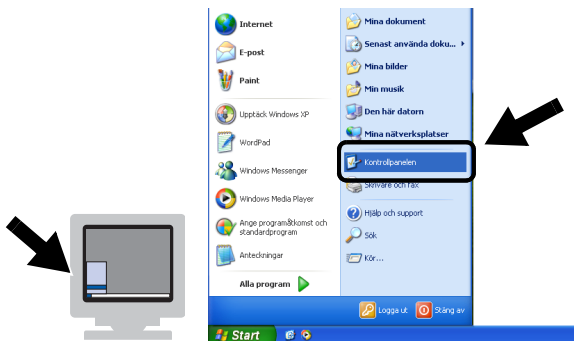 Internet
E-post
Paint
Upptäck Windows XP
WordPad
Windows Messenger
Windows Media Player
Ange programåtkomst och
standardprogram
Anteckningar
Alla program
Mina dokument
Senast använda doku...
Mina bilder
Min musik
Den här datorn
Mina nätverksplatser
Kontrollpanelen
Skrivare och fax
Hjälp och support
Sök
Kör...
Logga ut
Stäng av
Start